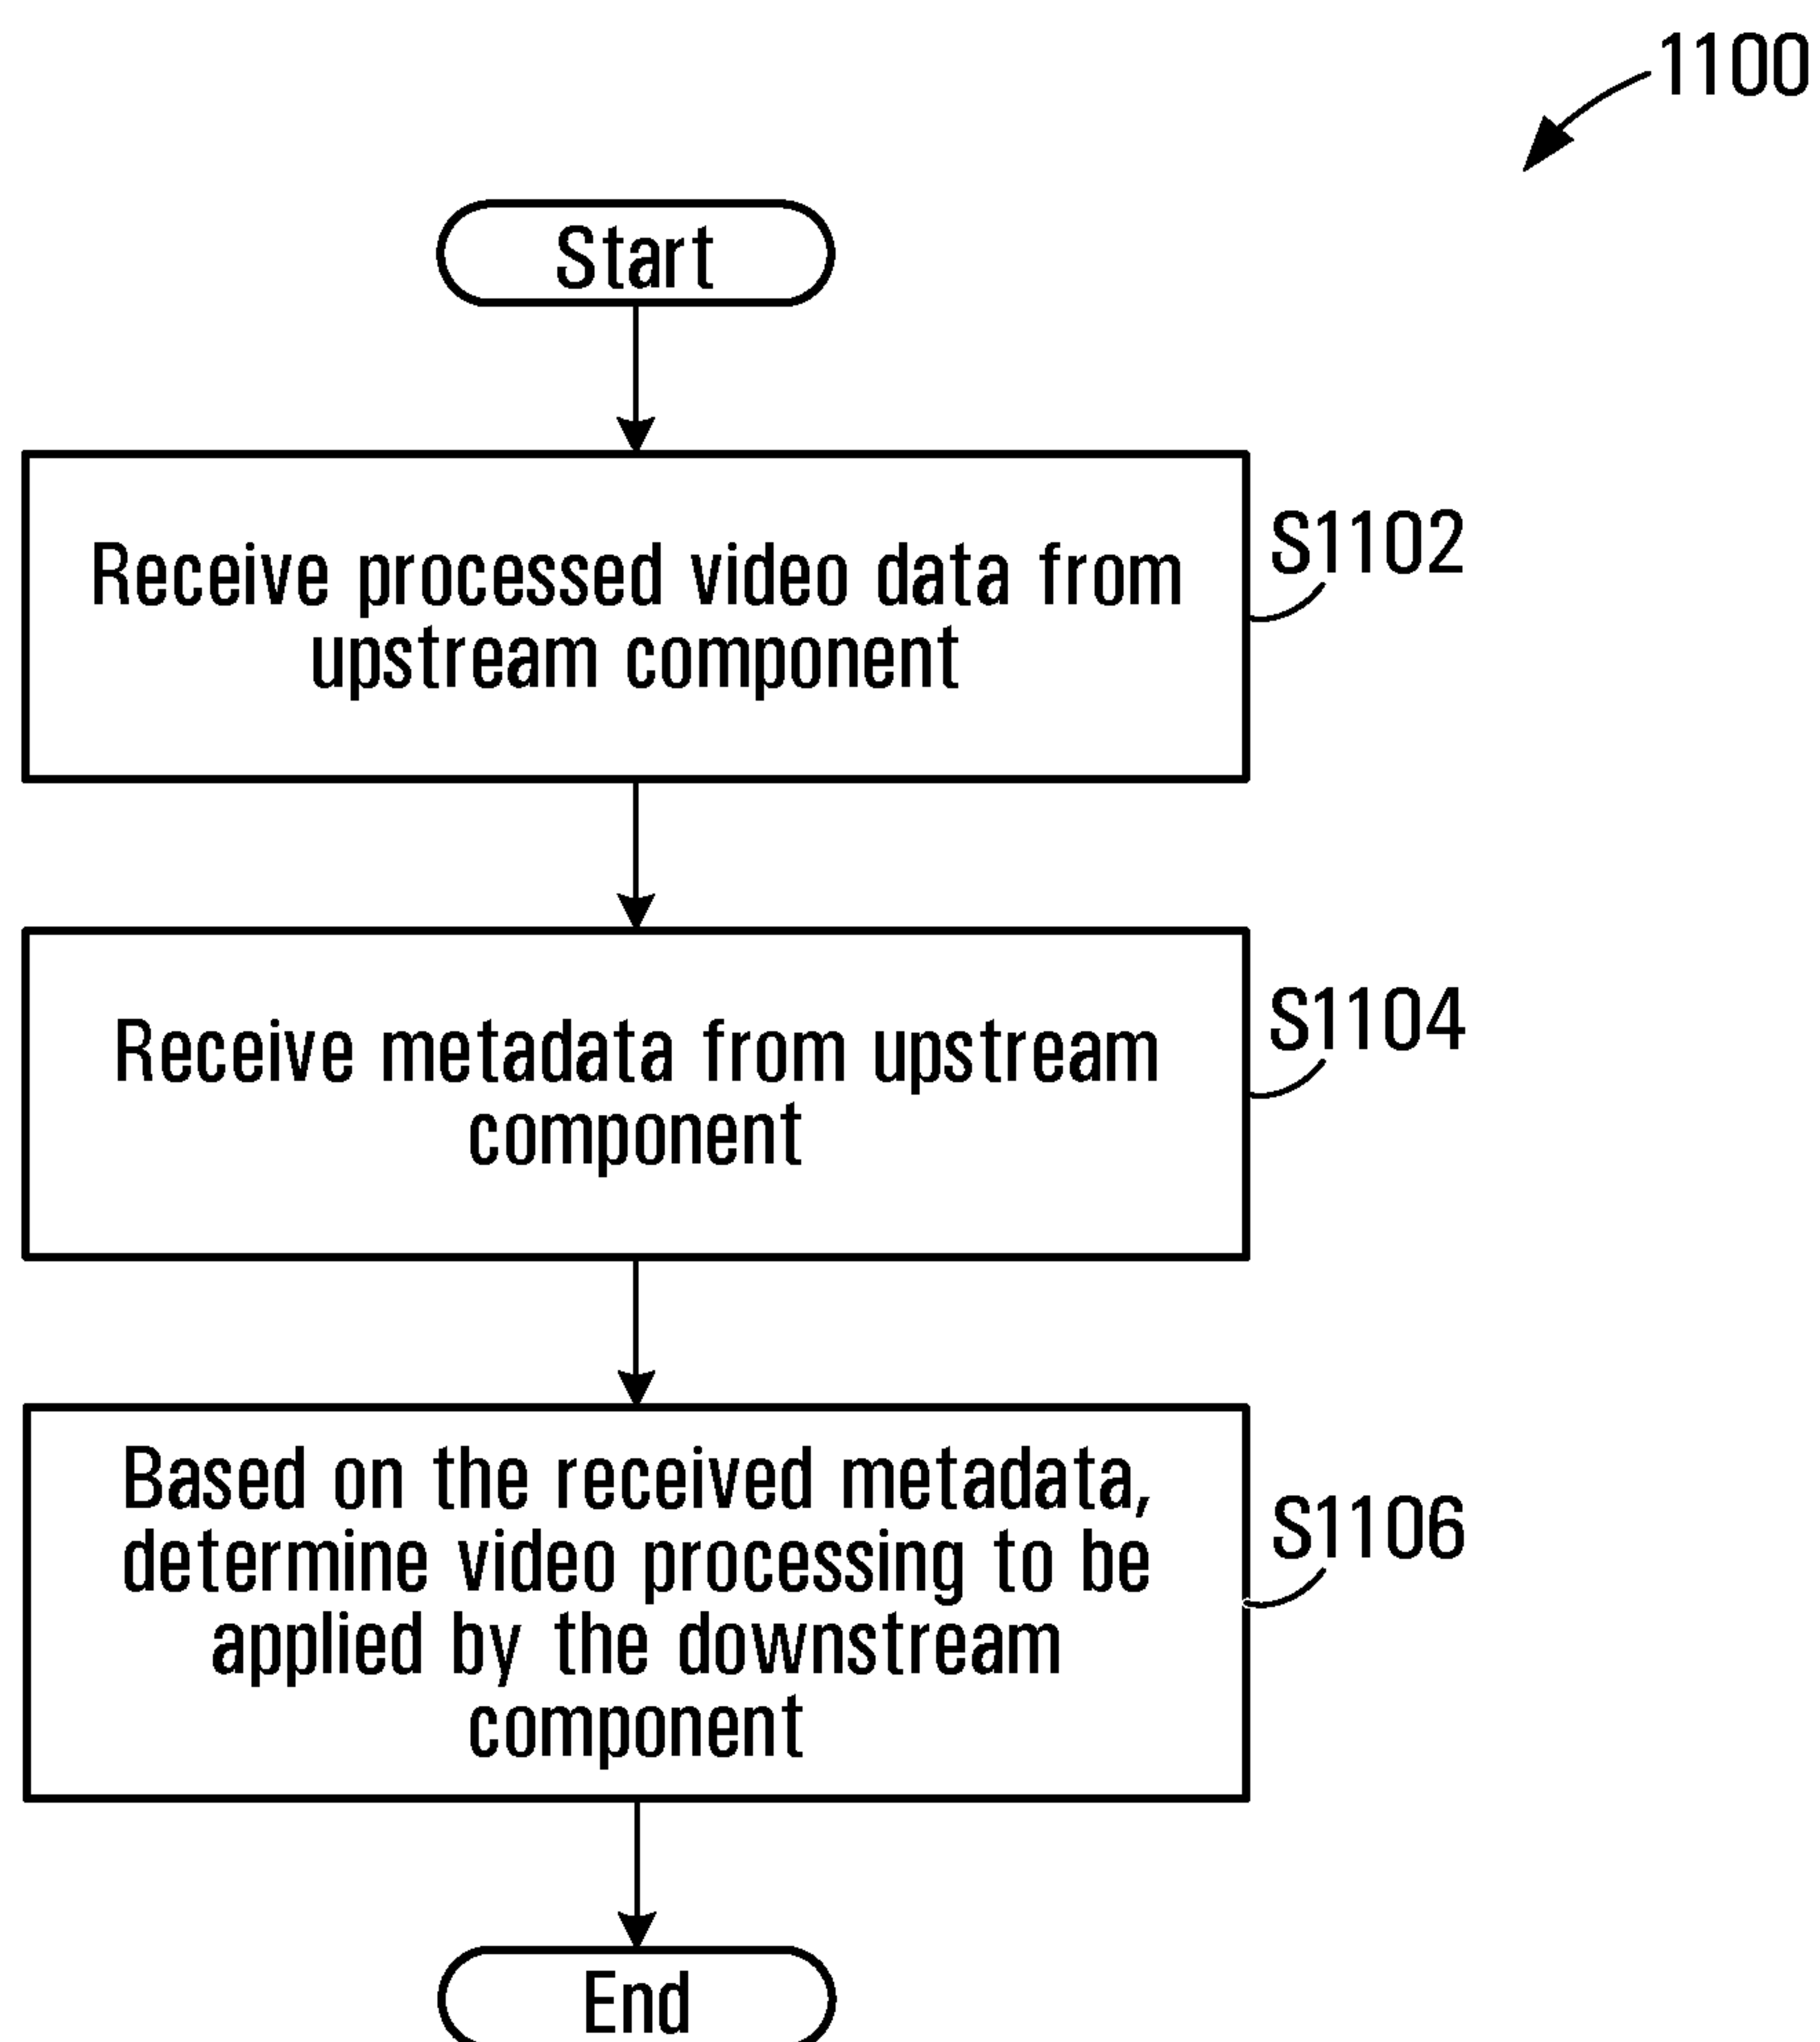 1100
Start
Receive processed video data from
upstream component
S1102
Receive metadata from upstream
component
S1104
Based on the received metadata,
determine video processing to be
applied by the downstream
component
S1106
End